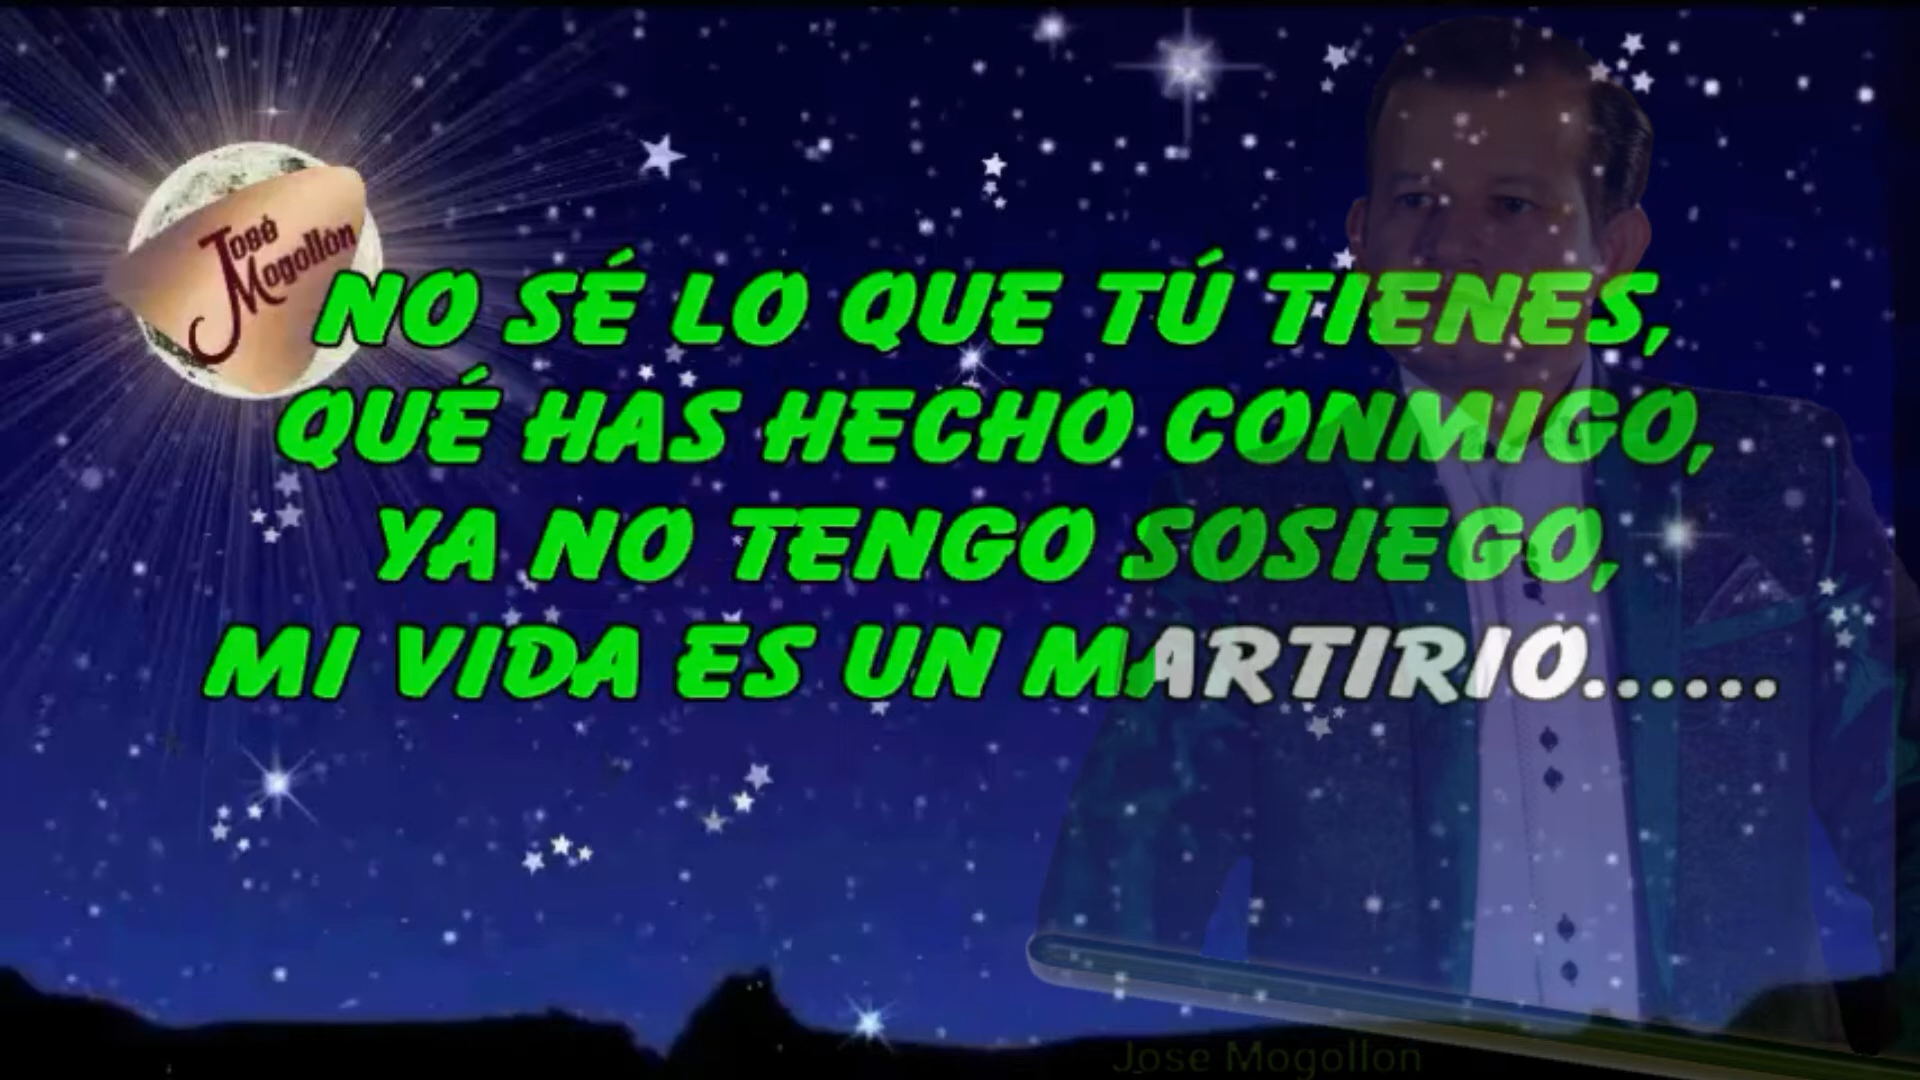 José
Mogollón
NO SÉ LO QUE TÚ TIENES,
QUÉ HAS HECHO CONMIGO,
YA NO TENGO SOSIEGO,
MI VIDA ES UN MARTIRIO......
Jose Mogollon